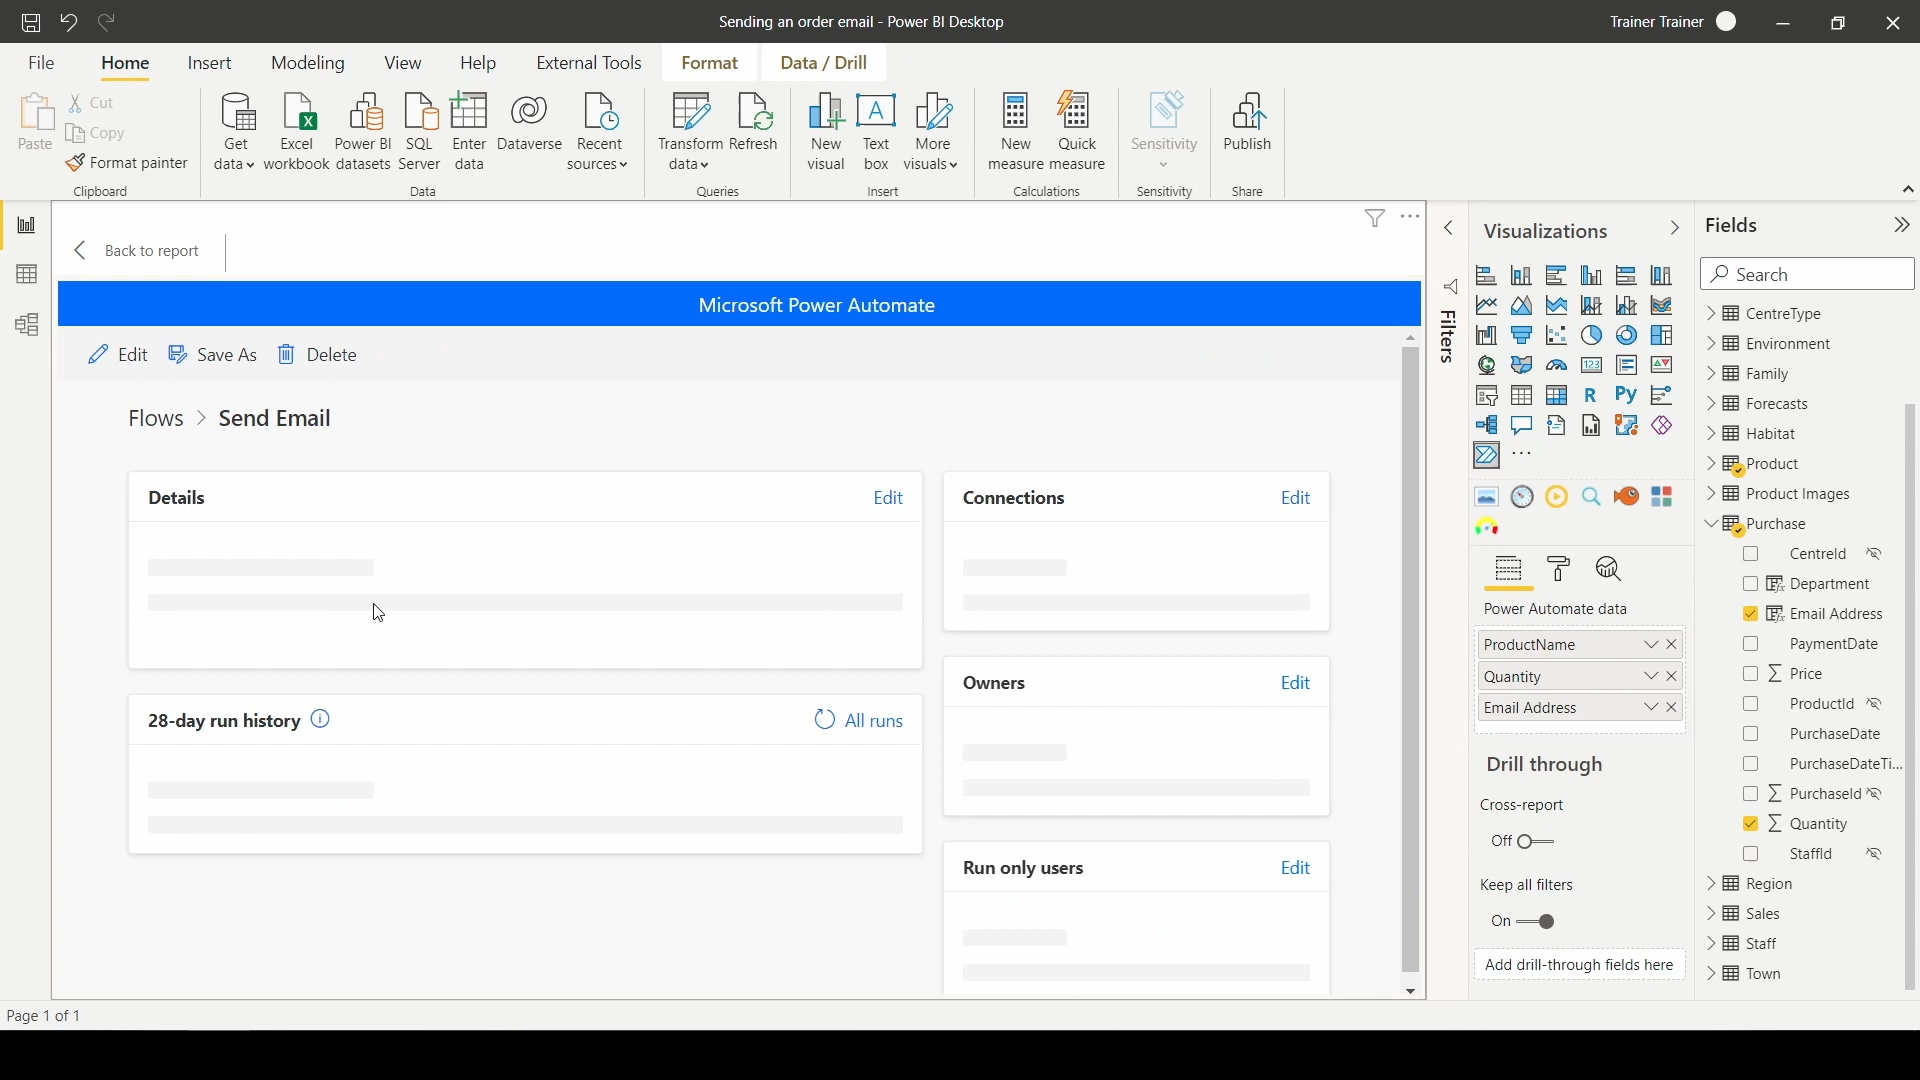 Sending an order email - Power BI Desktop
Trainer Trainer
File Home Insert Modeling View Help External Tools Format Data / Drill
Paste
Cut
Copy
Format painter
Clipboard
Get data
Excel workbook
Power BI datasets
SQL Server
Enter data
Dataverse
Recent sources
Data
Transform data
Refresh
Queries
New visual
Text box
More visuals
Insert
New measure
Quick measure
Calculations
Sensitivity
Sensitivity
Publish
Share
Back to report
Microsoft Power Automate
Edit Save As Delete
Flows > Send Email
Details Edit
28-day run history All runs
Connections Edit
Owners Edit
Run only users Edit
Filters
Visualizations
123
R
Py
Power Automate data
ProductName
Quantity
Email Address
Drill through
Cross-report
Off
Keep all filters
On
Add drill-through fields here
Fields
Search
CentreType
Environment
Family
Forecasts
Habitat
Product
Product Images
Purchase
CentreId
Department
Email Address
PaymentDate
Price
ProductId
PurchaseDate
PurchaseDateTi...
PurchaseId
Quantity
StaffId
Region
Sales
Staff
Town
Page 1 of 1